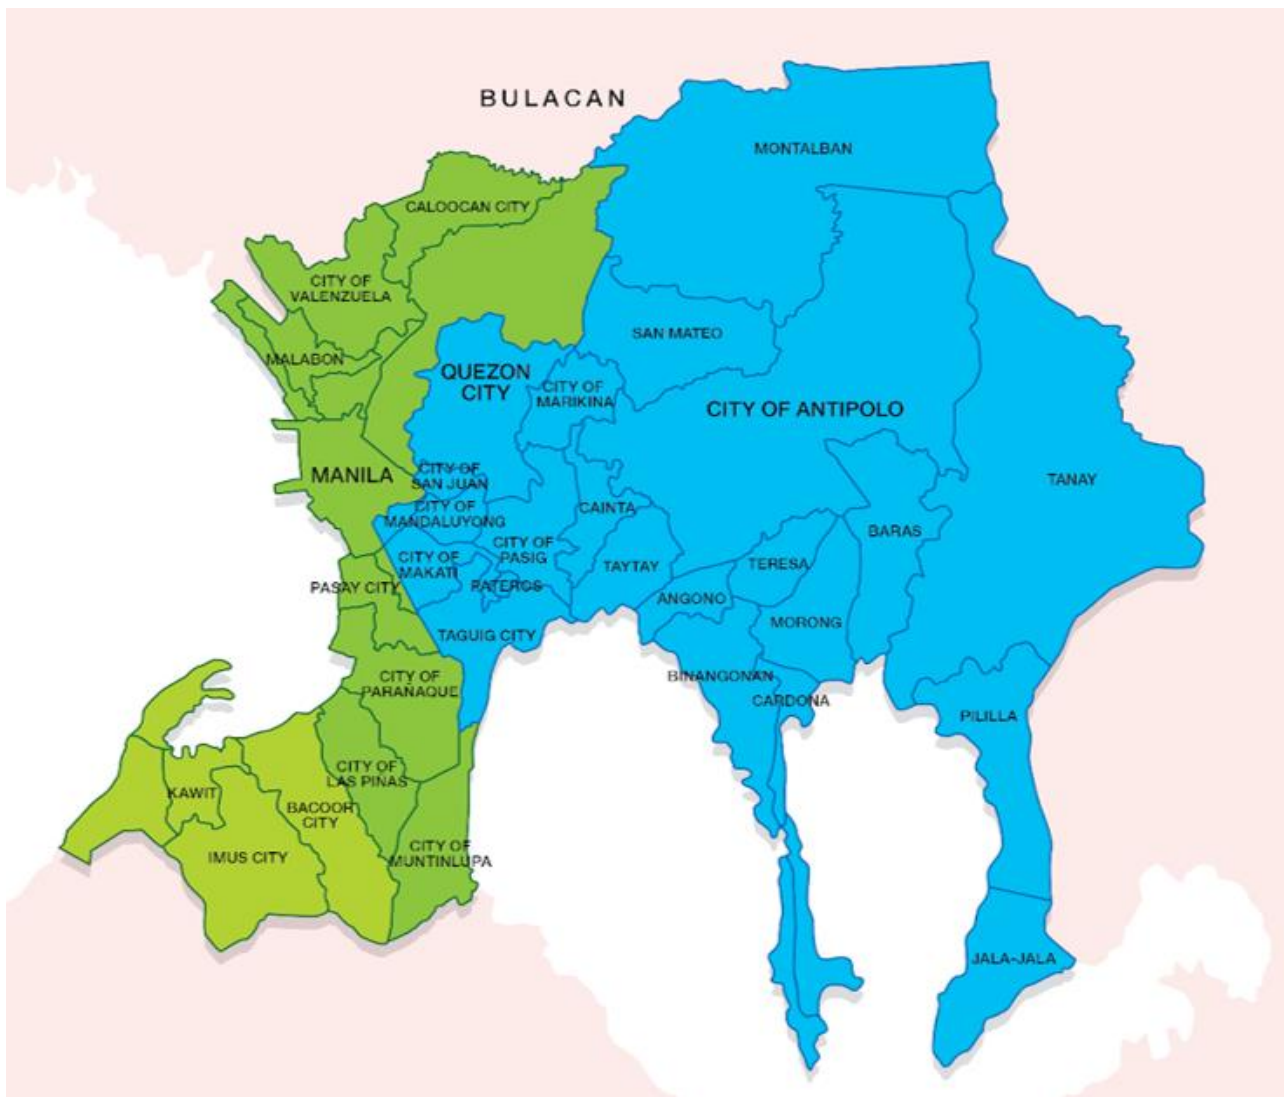 BULACAN
MONTALBAN
CALOOCAN CITY
CITY OF
VALENZUELA
SAN MATEO
MALABON
QUEZON
CITY
CITY OF
MARIKINA
CITY OF ANTIPOLO
MANILA
CITY OF
SAN JUAN
TANAY
CITY OF
MANDALUYONG
CAINTA
BARAS
CITY OF
PASIG
CITY OF
MAKATI
TAYTAY
TERESA
PASAY CITY
PATEROS
ANGONO
MORONG
TAGUIG CITY
CITY OF
PARAÑAQUE
BINANGONAN
CARDONA
PILILLA
CITY OF
LAS PIÑAS
KAWIT
BACOOR
CITY
IMUS CITY
CITY OF
MUNTINLUPA
JALA-JALA